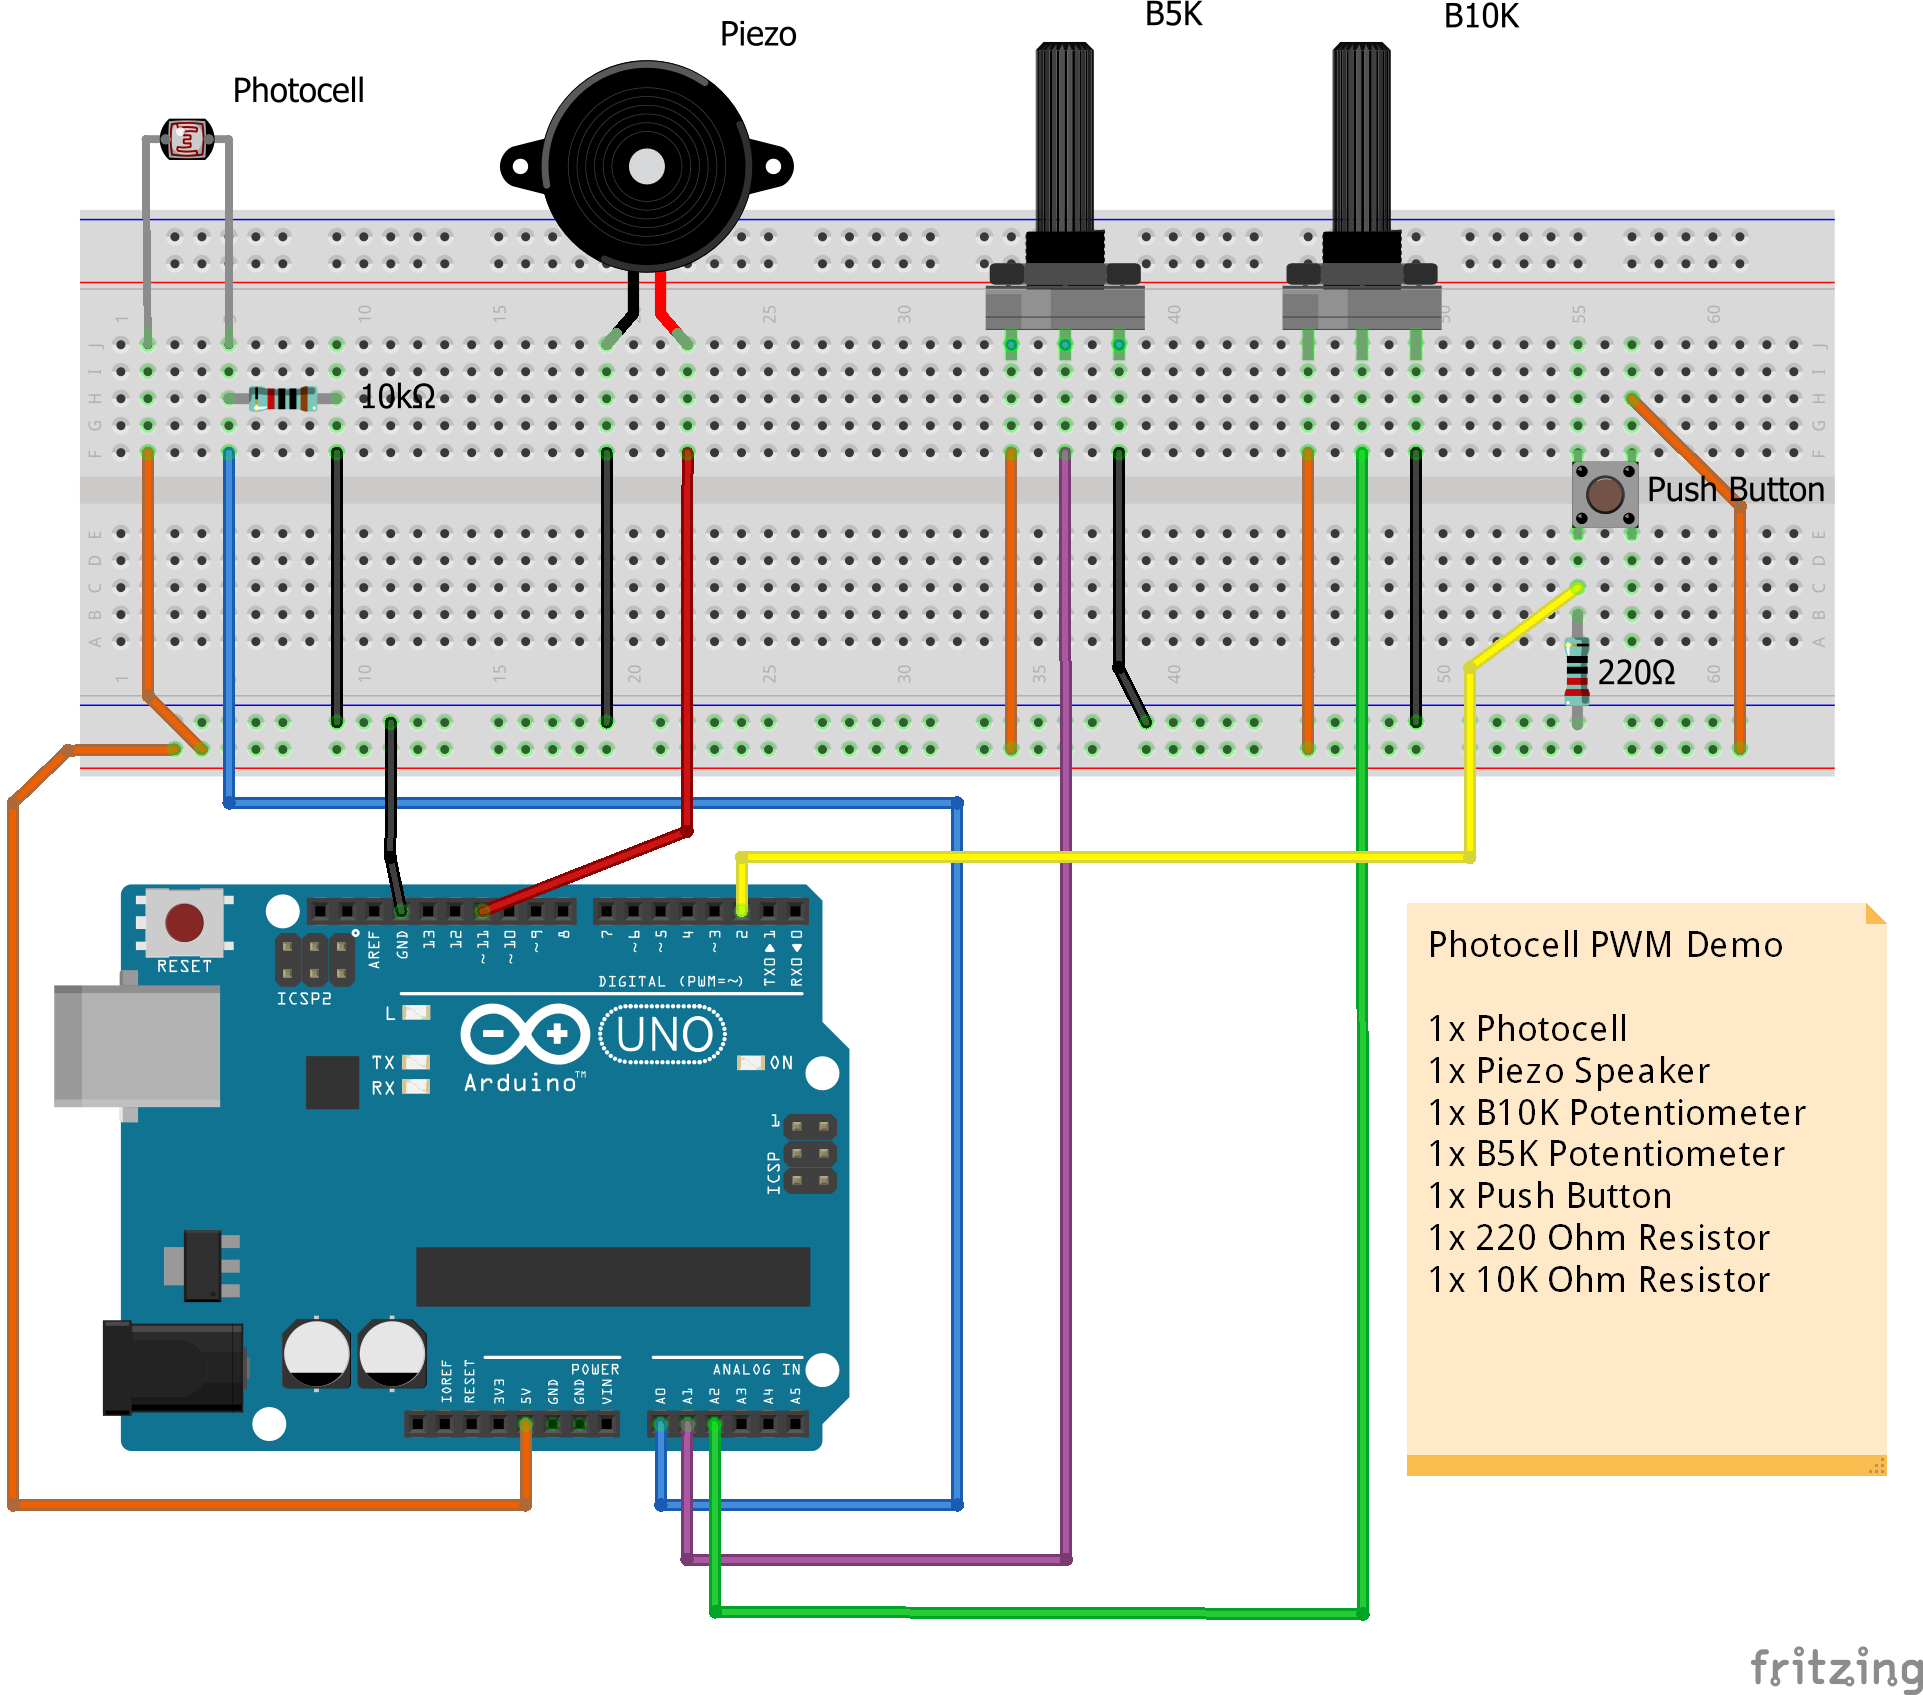 B5K
B10K
Piezo
Photocell
1 5 10 15 20 25 30 40 50 55 60
J J
I I
10kΩ
H H
G G
F F
Push Button
E E
D D
C C
B B
A A
220Ω
1 10 15 20 25 30 35 40 50 60
RESET
ICSP2
AREF
GND
13
12
~11
~10
~9
8
7
~6
~5
4
~3
2
TX0▶1
RX0◀0
DIGITAL (PWM=~)
L
TX
RX
UNO
Arduino™
ON
1
ICSP
POWER
ANALOG IN
IOREF
RESET
3V3
5V
GND
GND
VIN
A0
A1
A2
A3
A4
A5
Photocell PWM Demo
1x Photocell
1x Piezo Speaker
1x B10K Potentiometer
1x B5K Potentiometer
1x Push Button
1x 220 Ohm Resistor
1x 10K Ohm Resistor
fritzing